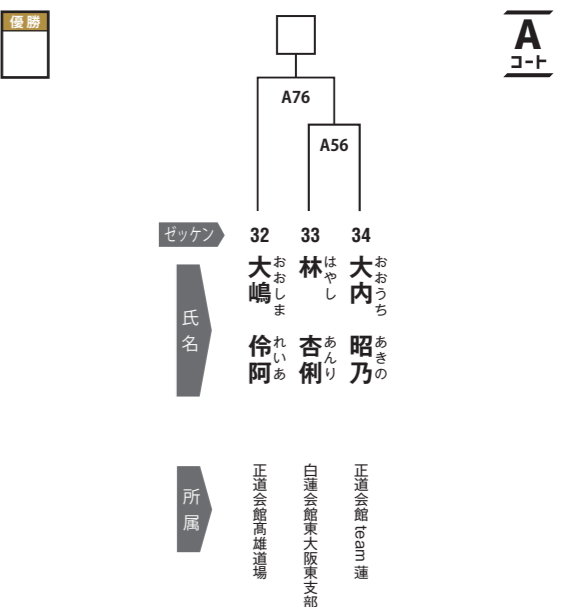 優勝
A
コート
A76
A56
ゼッケン
32 33 34
氏名
大嶋 伶阿
おおしま れいあ
林 杏俐
はやし あんり
大内 昭乃
おおうち あきの
所属
正道会館髙雄道場
白蓮会館東大阪東支部
正道会館 team 蓮